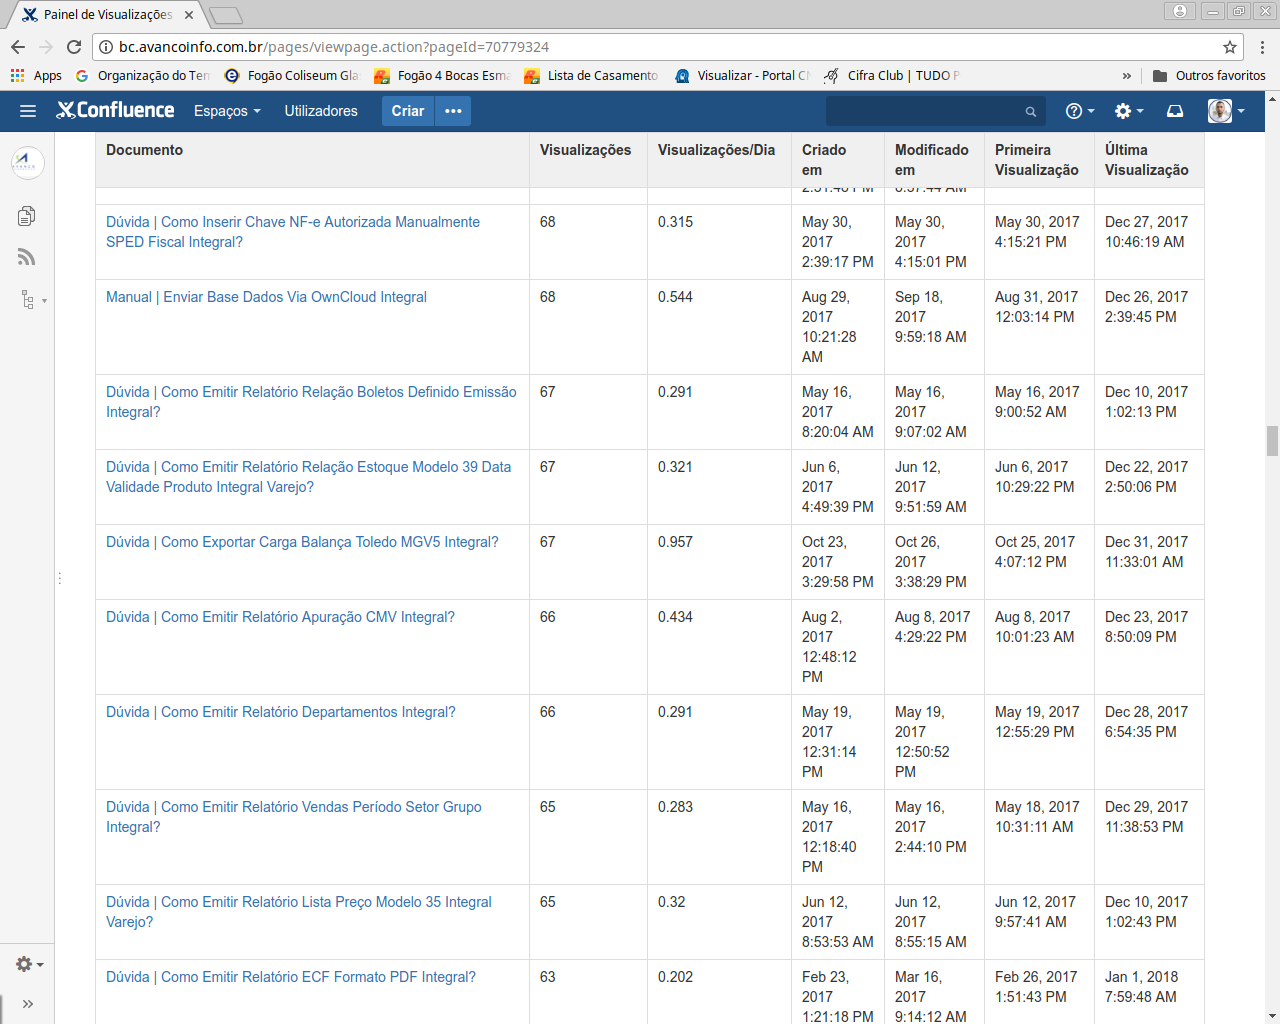 Painel de Visualizações
bc.avancoinfo.com.br/pages/viewpage.action?pageId=70779324
Apps Organização do Ter Fogão Coliseum Gla Fogão 4 Bocas Esma Lista de Casamento Visualizar - Portal C Cifra Club | TUDO » Outros favoritos
Confluence Espaços Utilizadores Criar
Documento Visualizações Visualizações/Dia Criado em Modificado em Primeira Visualização Última Visualização
Dúvida | Como Inserir Chave NF-e Autorizada Manualmente 68 0.315 May 30, May 30, May 30, 2017 Dec 27, 2017
SPED Fiscal Integral? 2017 2017 4:15:21 PM 10:46:19 AM
2:39:17 PM 4:15:01 PM
Manual | Enviar Base Dados Via OwnCloud Integral 68 0.544 Aug 29, Sep 18, Aug 31, 2017 Dec 26, 2017
2017 2017 12:03:14 PM 2:39:45 PM
10:21:28 9:59:18 AM
AM
Dúvida | Como Emitir Relatório Relação Boletos Definido Emissão 67 0.291 May 16, May 16, May 16, 2017 Dec 10, 2017
Integral? 2017 2017 9:00:52 AM 1:02:13 PM
8:20:04 AM 9:07:02 AM
Dúvida | Como Emitir Relatório Relação Estoque Modelo 39 Data 67 0.321 Jun 6, Jun 12, Jun 6, 2017 Dec 22, 2017
Validade Produto Integral Varejo? 2017 2017 10:29:22 PM 2:50:06 PM
4:49:39 PM 9:51:59 AM
Dúvida | Como Exportar Carga Balança Toledo MGV5 Integral? 67 0.957 Oct 23, Oct 26, Oct 25, 2017 Dec 31, 2017
2017 2017 4:07:12 PM 11:33:01 AM
3:29:58 PM 3:38:29 PM
Dúvida | Como Emitir Relatório Apuração CMV Integral? 66 0.434 Aug 2, Aug 8, 2017 Aug 8, 2017 Dec 23, 2017
2017 4:29:22 PM 10:01:23 AM 8:50:09 PM
12:48:12
PM
Dúvida | Como Emitir Relatório Departamentos Integral? 66 0.291 May 19, May 19, May 19, 2017 Dec 28, 2017
2017 2017 12:55:29 PM 6:54:35 PM
12:31:14 12:50:52
PM PM
Dúvida | Como Emitir Relatório Vendas Período Setor Grupo 65 0.283 May 16, May 16, May 18, 2017 Dec 29, 2017
Integral? 2017 2017 10:31:11 AM 11:38:53 PM
12:18:40 2:44:10 PM
PM
Dúvida | Como Emitir Relatório Lista Preço Modelo 35 Integral 65 0.32 Jun 12, Jun 12, Jun 12, 2017 Dec 10, 2017
Varejo? 2017 2017 9:57:41 AM 1:02:43 PM
8:53:53 AM 8:55:15 AM
Dúvida | Como Emitir Relatório ECF Formato PDF Integral? 63 0.202 Feb 23, Mar 16, Feb 26, 2017 Jan 1, 2018
2017 2017 1:51:43 PM 7:59:48 AM
1:21:18 PM 9:14:12 AM